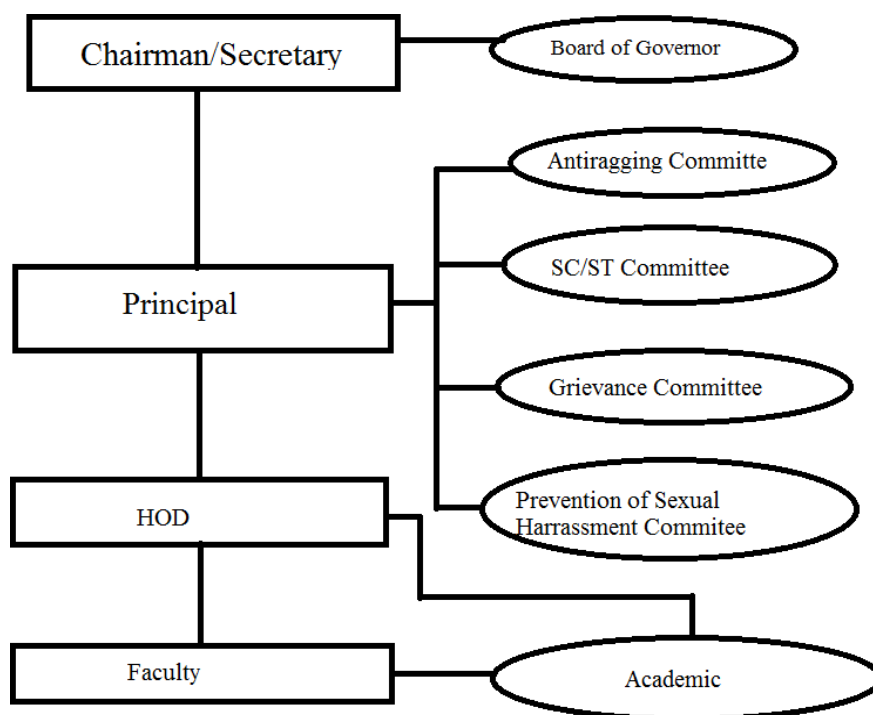 Chairman/Secretary
Board of Governor
Antiragging Committe
SC/ST Committee
Principal
Grievance Committee
HOD
Prevention of Sexual
Harrassment Commitee
Faculty
Academic